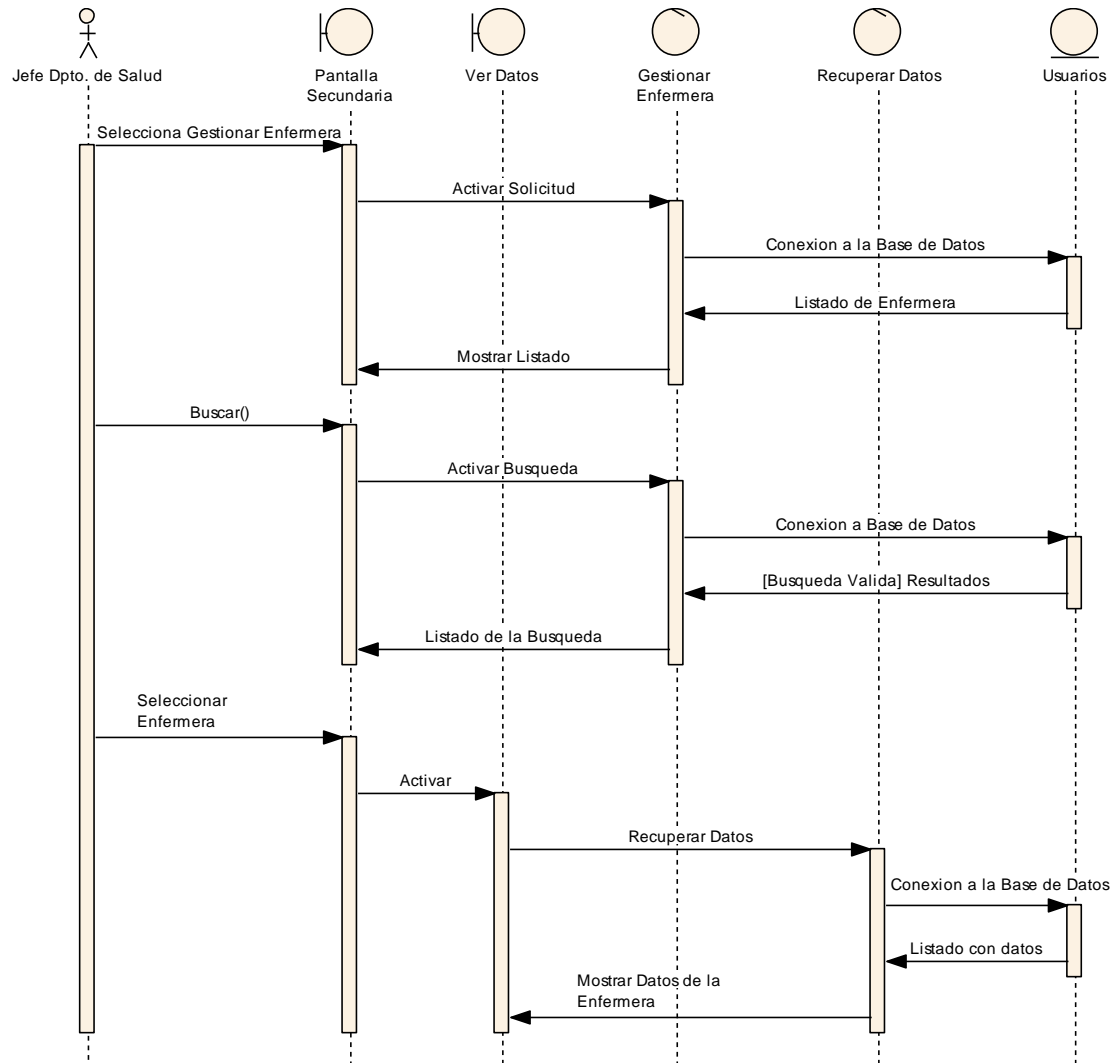 Jefe Dpto. de Salud
Pantalla
Secundaria
Ver Datos
Gestionar
Enfermera
Recuperar Datos
Usuarios
Selecciona Gestionar Enfermera
Activar Solicitud
Conexion a la Base de Datos
Listado de Enfermera
Mostrar Listado
Buscar()
Activar Busqueda
Conexion a Base de Datos
[Busqueda Valida] Resultados
Listado de la Busqueda
Seleccionar
Enfermera
Activar
Recuperar Datos
Conexion a la Base de Datos
Listado con datos
Mostrar Datos de la
Enfermera